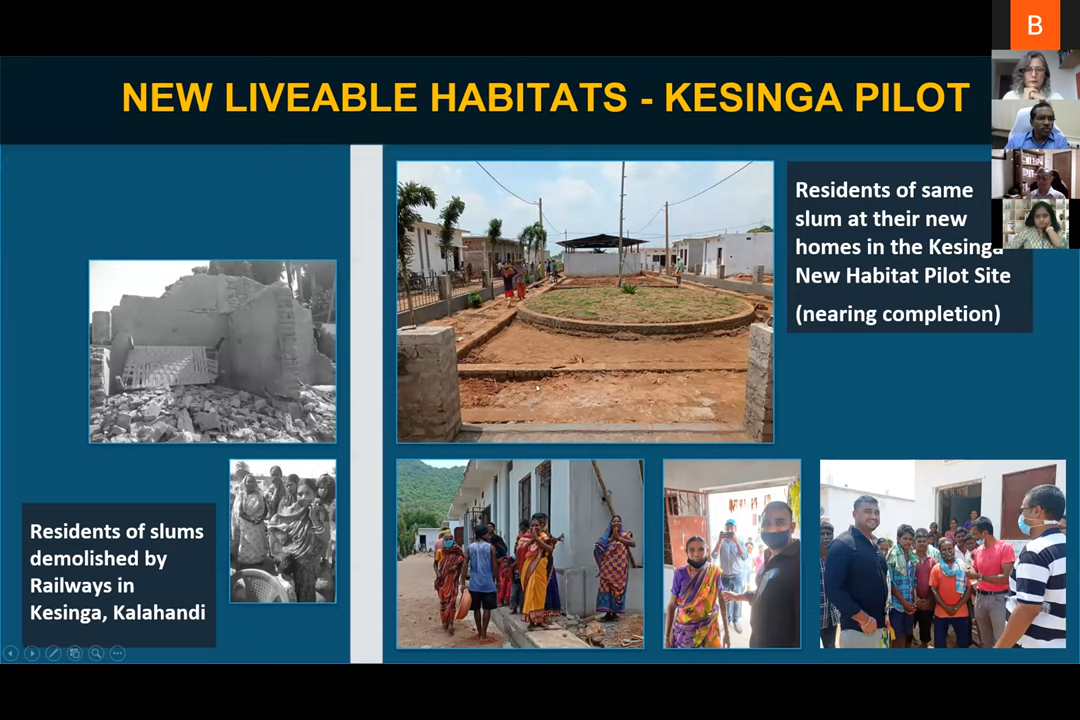 NEW LIVEABLE HABITATS - KESINGA PILOT
B
Residents of same
slum at their new
homes in the Kesinga
New Habitat Pilot Site
(nearing completion)
Residents of slums
demolished by
Railways in
Kesinga, Kalahandi